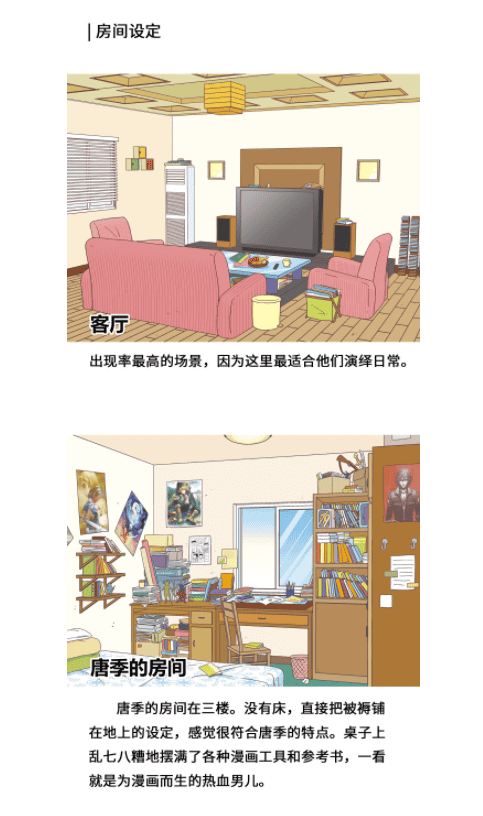 房间设定
客厅
出现率最高的场景，因为这里最适合他们演绎日常。
唐季的房间
唐季的房间在三楼。没有床，直接把被褥铺
在地上的设定，感觉很符合唐季的特点。桌子上
乱七八糟地摆满了各种漫画工具和参考书，一看
就是为漫画而生的热血男儿。